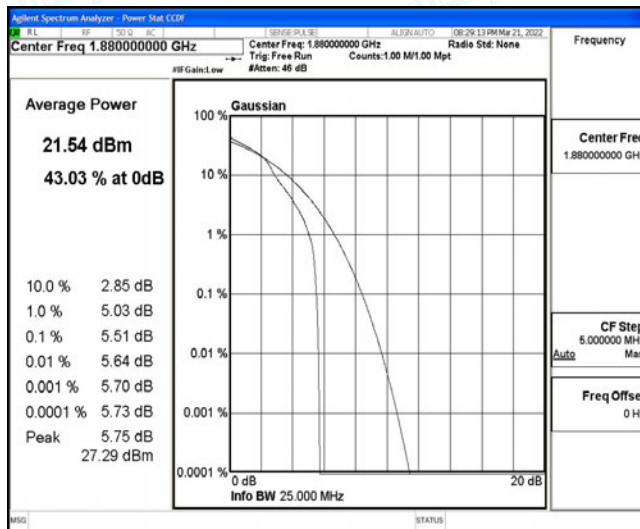 Agilent Spectrum Analyzer - Power Stat CCDF
RL RF 50 Ω AC SENSE:PULSE ALIGN AUTO 08:29:13 PM Mar 21, 2022
Center Freq 1.880000000 GHz
Center Freq: 1.880000000 GHz Radio Std: None
Trig: Free Run Counts:1.00 M/1.00 Mpt
#IFGain:Low #Atten: 46 dB
Frequency
Average Power
21.54 dBm
43.03 % at 0dB
10.0 % 2.85 dB
1.0 % 5.03 dB
0.1 % 5.51 dB
0.01 % 5.64 dB
0.001 % 5.70 dB
0.0001 % 5.73 dB
Peak 5.75 dB
27.29 dBm
Gaussian
100 %
10 %
1 %
0.1 %
0.01 %
0.001 %
0.0001 %
0 dB 20 dB
Info BW 25.000 MHz
Center Fre
1.880000000 GH
CF Step
5.000000 MH
Auto Ma
Freq Offse
0 H
MSG STATUS